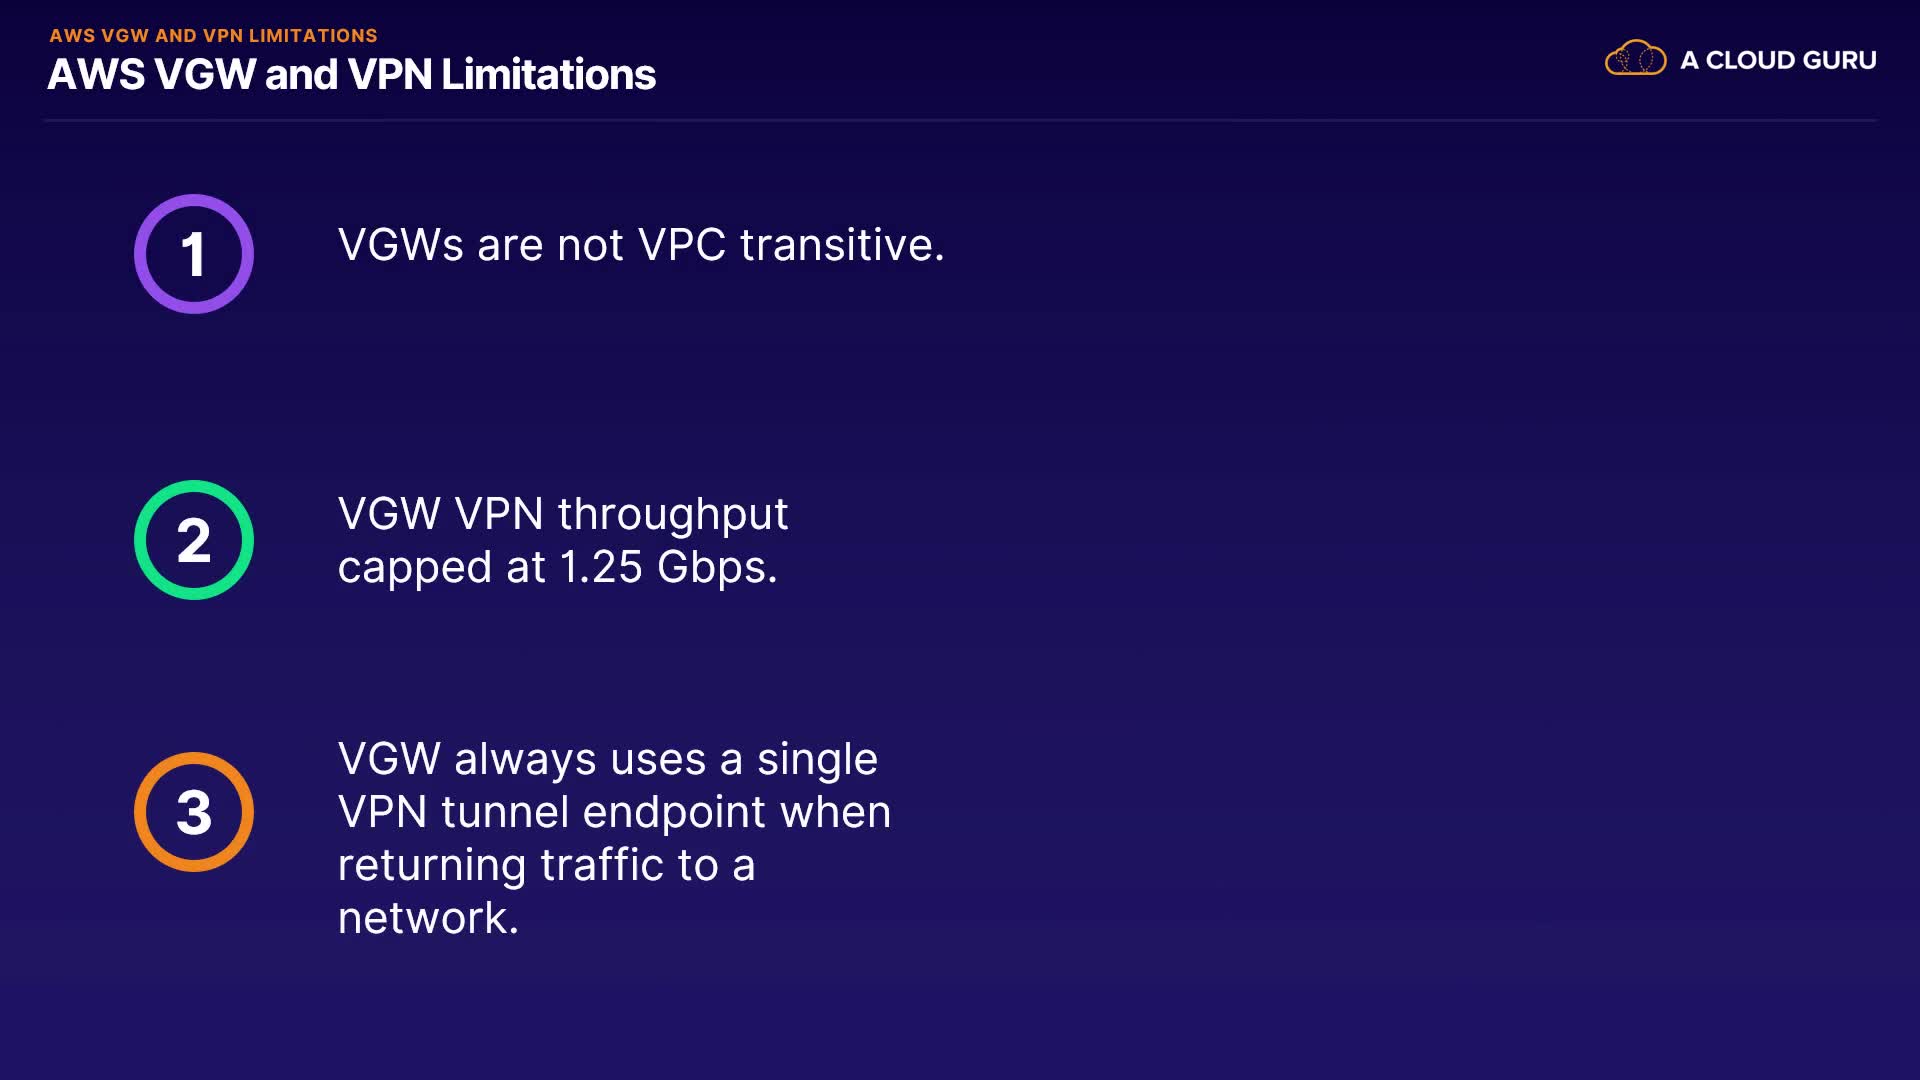 AWS VGW AND VPN LIMITATIONS
AWS VGW and VPN Limitations
A CLOUD GURU
1
VGWs are not VPC transitive.
2
VGW VPN throughput
capped at 1.25 Gbps.
3
VGW always uses a single
VPN tunnel endpoint when
returning traffic to a
network.